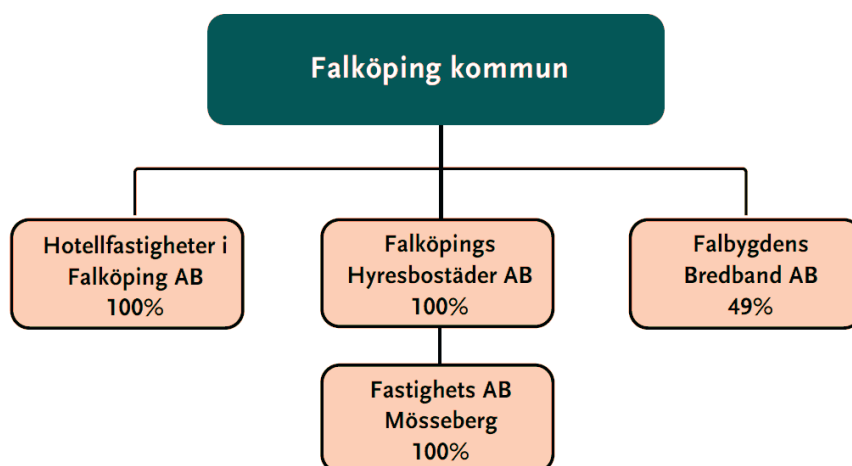 Falköping kommun
Hotellfastigheter i
Falköping AB
100%
Falköpings
Hyresbostäder AB
100%
Falbygdens
Bredband AB
49%
Fastighets AB
Mösseberg
100%